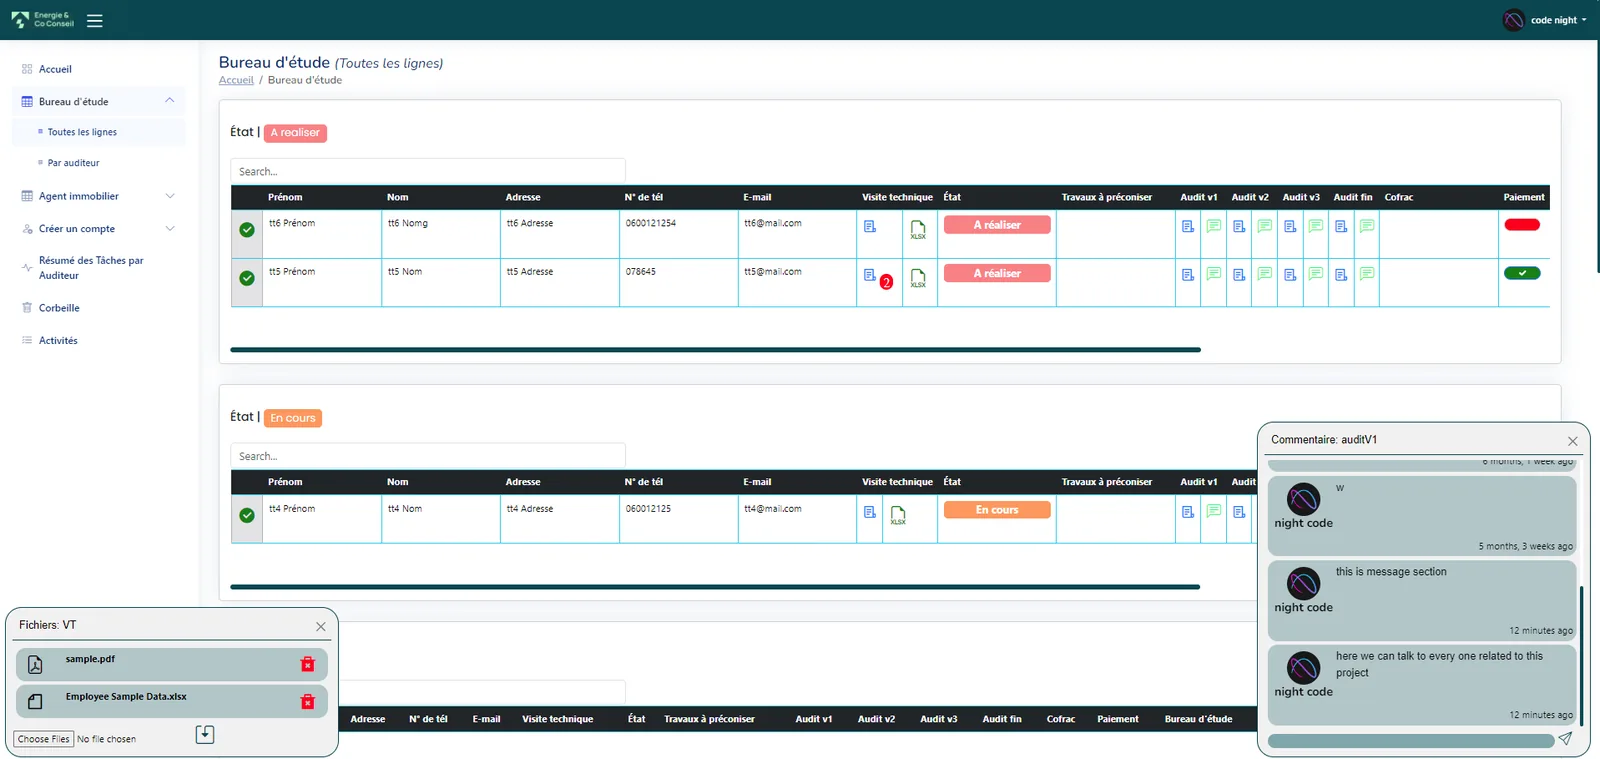 Energie &
Co Conseil
code night
Accueil
Bureau d'étude
Toutes les lignes
Par auditeur
Agent immobilier
Créer un compte
Résumé des Tâches par
Auditeur
Corbeille
Activités
Bureau d'étude (Toutes les lignes)
Accueil / Bureau d'étude
État | A realiser
Search...
Prénom Nom Adresse N° de tél E-mail Visite technique État Travaux à préconiser Audit v1 Audit v2 Audit v3 Audit fin Cofrac Paiement
tt6 Prénom tt6 Nomg tt6 Adresse 0600121254 tt6@mail.com XLSX A réaliser
tt5 Prénom tt5 Nom tt5 Adresse 078645 tt5@mail.com 2 XLSX A réaliser
État | En cours
Search...
Prénom Nom Adresse N° de tél E-mail Visite technique État Travaux à préconiser Audit v1 Audit
tt4 Prénom tt4 Nom tt4 Adresse 060012125 tt4@mail.com XLSX En cours
Adresse N° de tél E-mail Visite technique État Travaux à préconiser Audit v1 Audit v2 Audit v3 Audit fin Cofrac Paiement Bureau d'étude
Fichiers: VT
sample.pdf
Employee Sample Data.xlsx
Choose Files No file chosen
Commentaire: auditV1
6 months, 1 week ago
w
night code
5 months, 3 weeks ago
this is message section
night code
12 minutes ago
here we can talk to every one related to this
project
night code
12 minutes ago